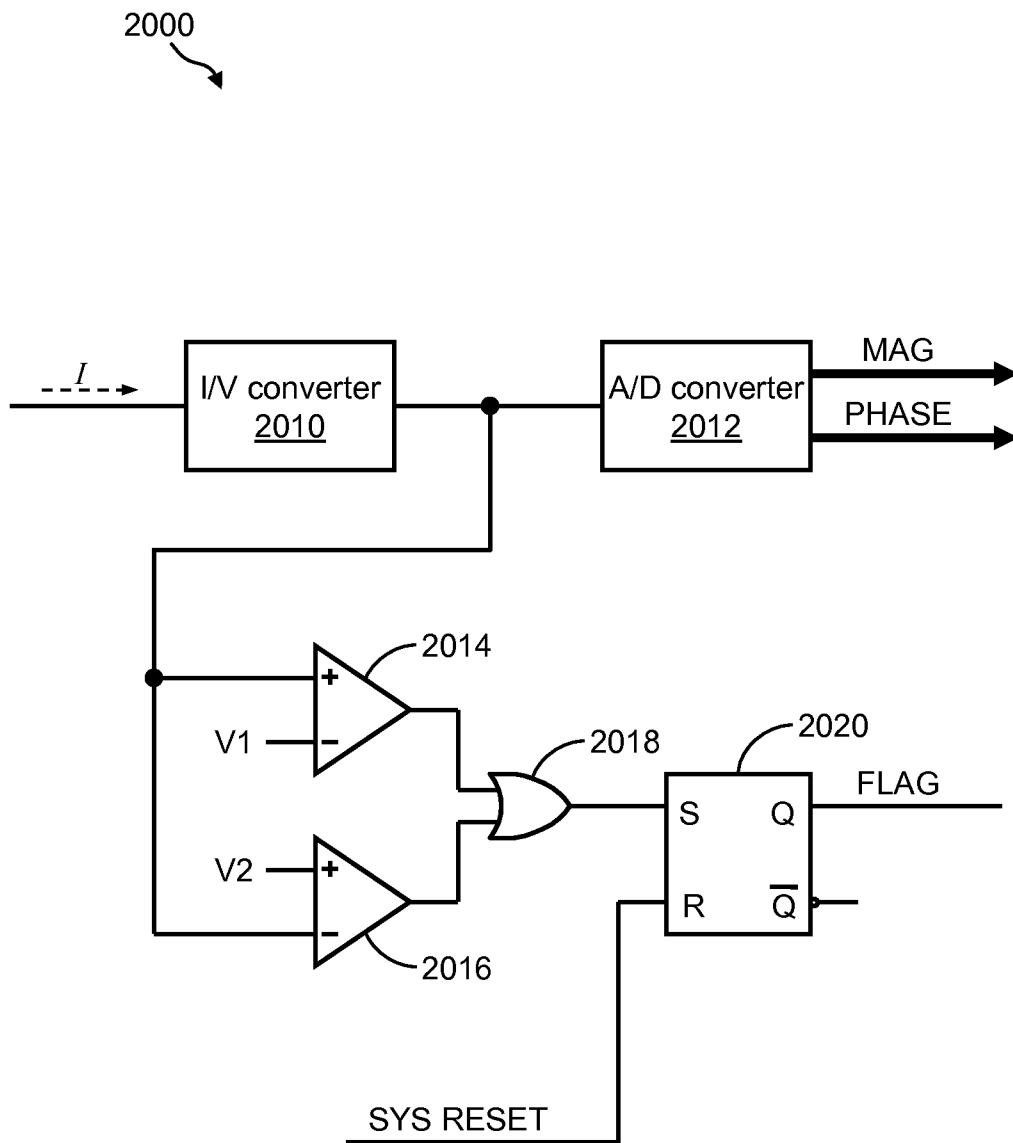 2000
I
I/V converter
2010
A/D converter
2012
MAG
PHASE
2014
+
V1
−
2018
2020
S
Q
FLAG
V2
+
−
2016
R
Q̅
SYS RESET